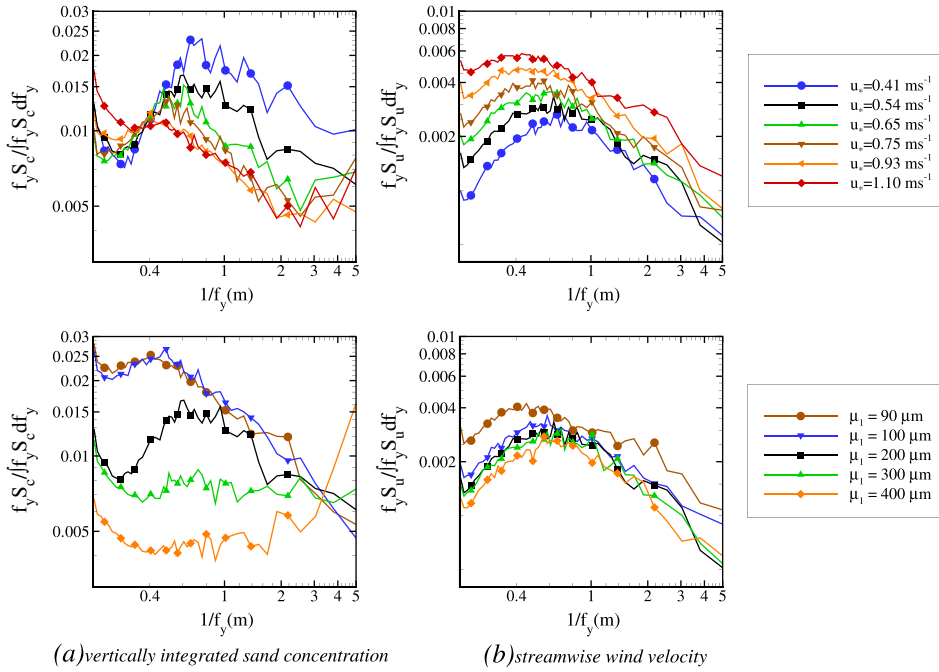 0.03
0.025
0.02
0.015
0.01
0.005
f_y S_c/∫f_y S_c df_y
0.4 1 2 3 4 5
1/f_y(m)
0.01
0.006
0.004
0.002
f_y S_u/∫f_y S_u df_y
0.4 1 2 3 4 5
1/f_y(m)
u_*=0.41 ms⁻¹
u_*=0.54 ms⁻¹
u_*=0.65 ms⁻¹
u_*=0.75 ms⁻¹
u_*=0.93 ms⁻¹
u_*=1.10 ms⁻¹
0.03
0.025
0.02
0.015
0.01
0.005
f_y S_c/∫f_y S_c df_y
0.4 1 2 3 4 5
1/f_y(m)
0.01
0.006
0.004
0.002
f_y S_u/∫f_y S_u df_y
0.4 1 2 3 4 5
1/f_y(m)
μ₁ = 90 μm
μ₁ = 100 μm
μ₁ = 200 μm
μ₁ = 300 μm
μ₁ = 400 μm
(a)vertically integrated sand concentration
(b)streamwise wind velocity